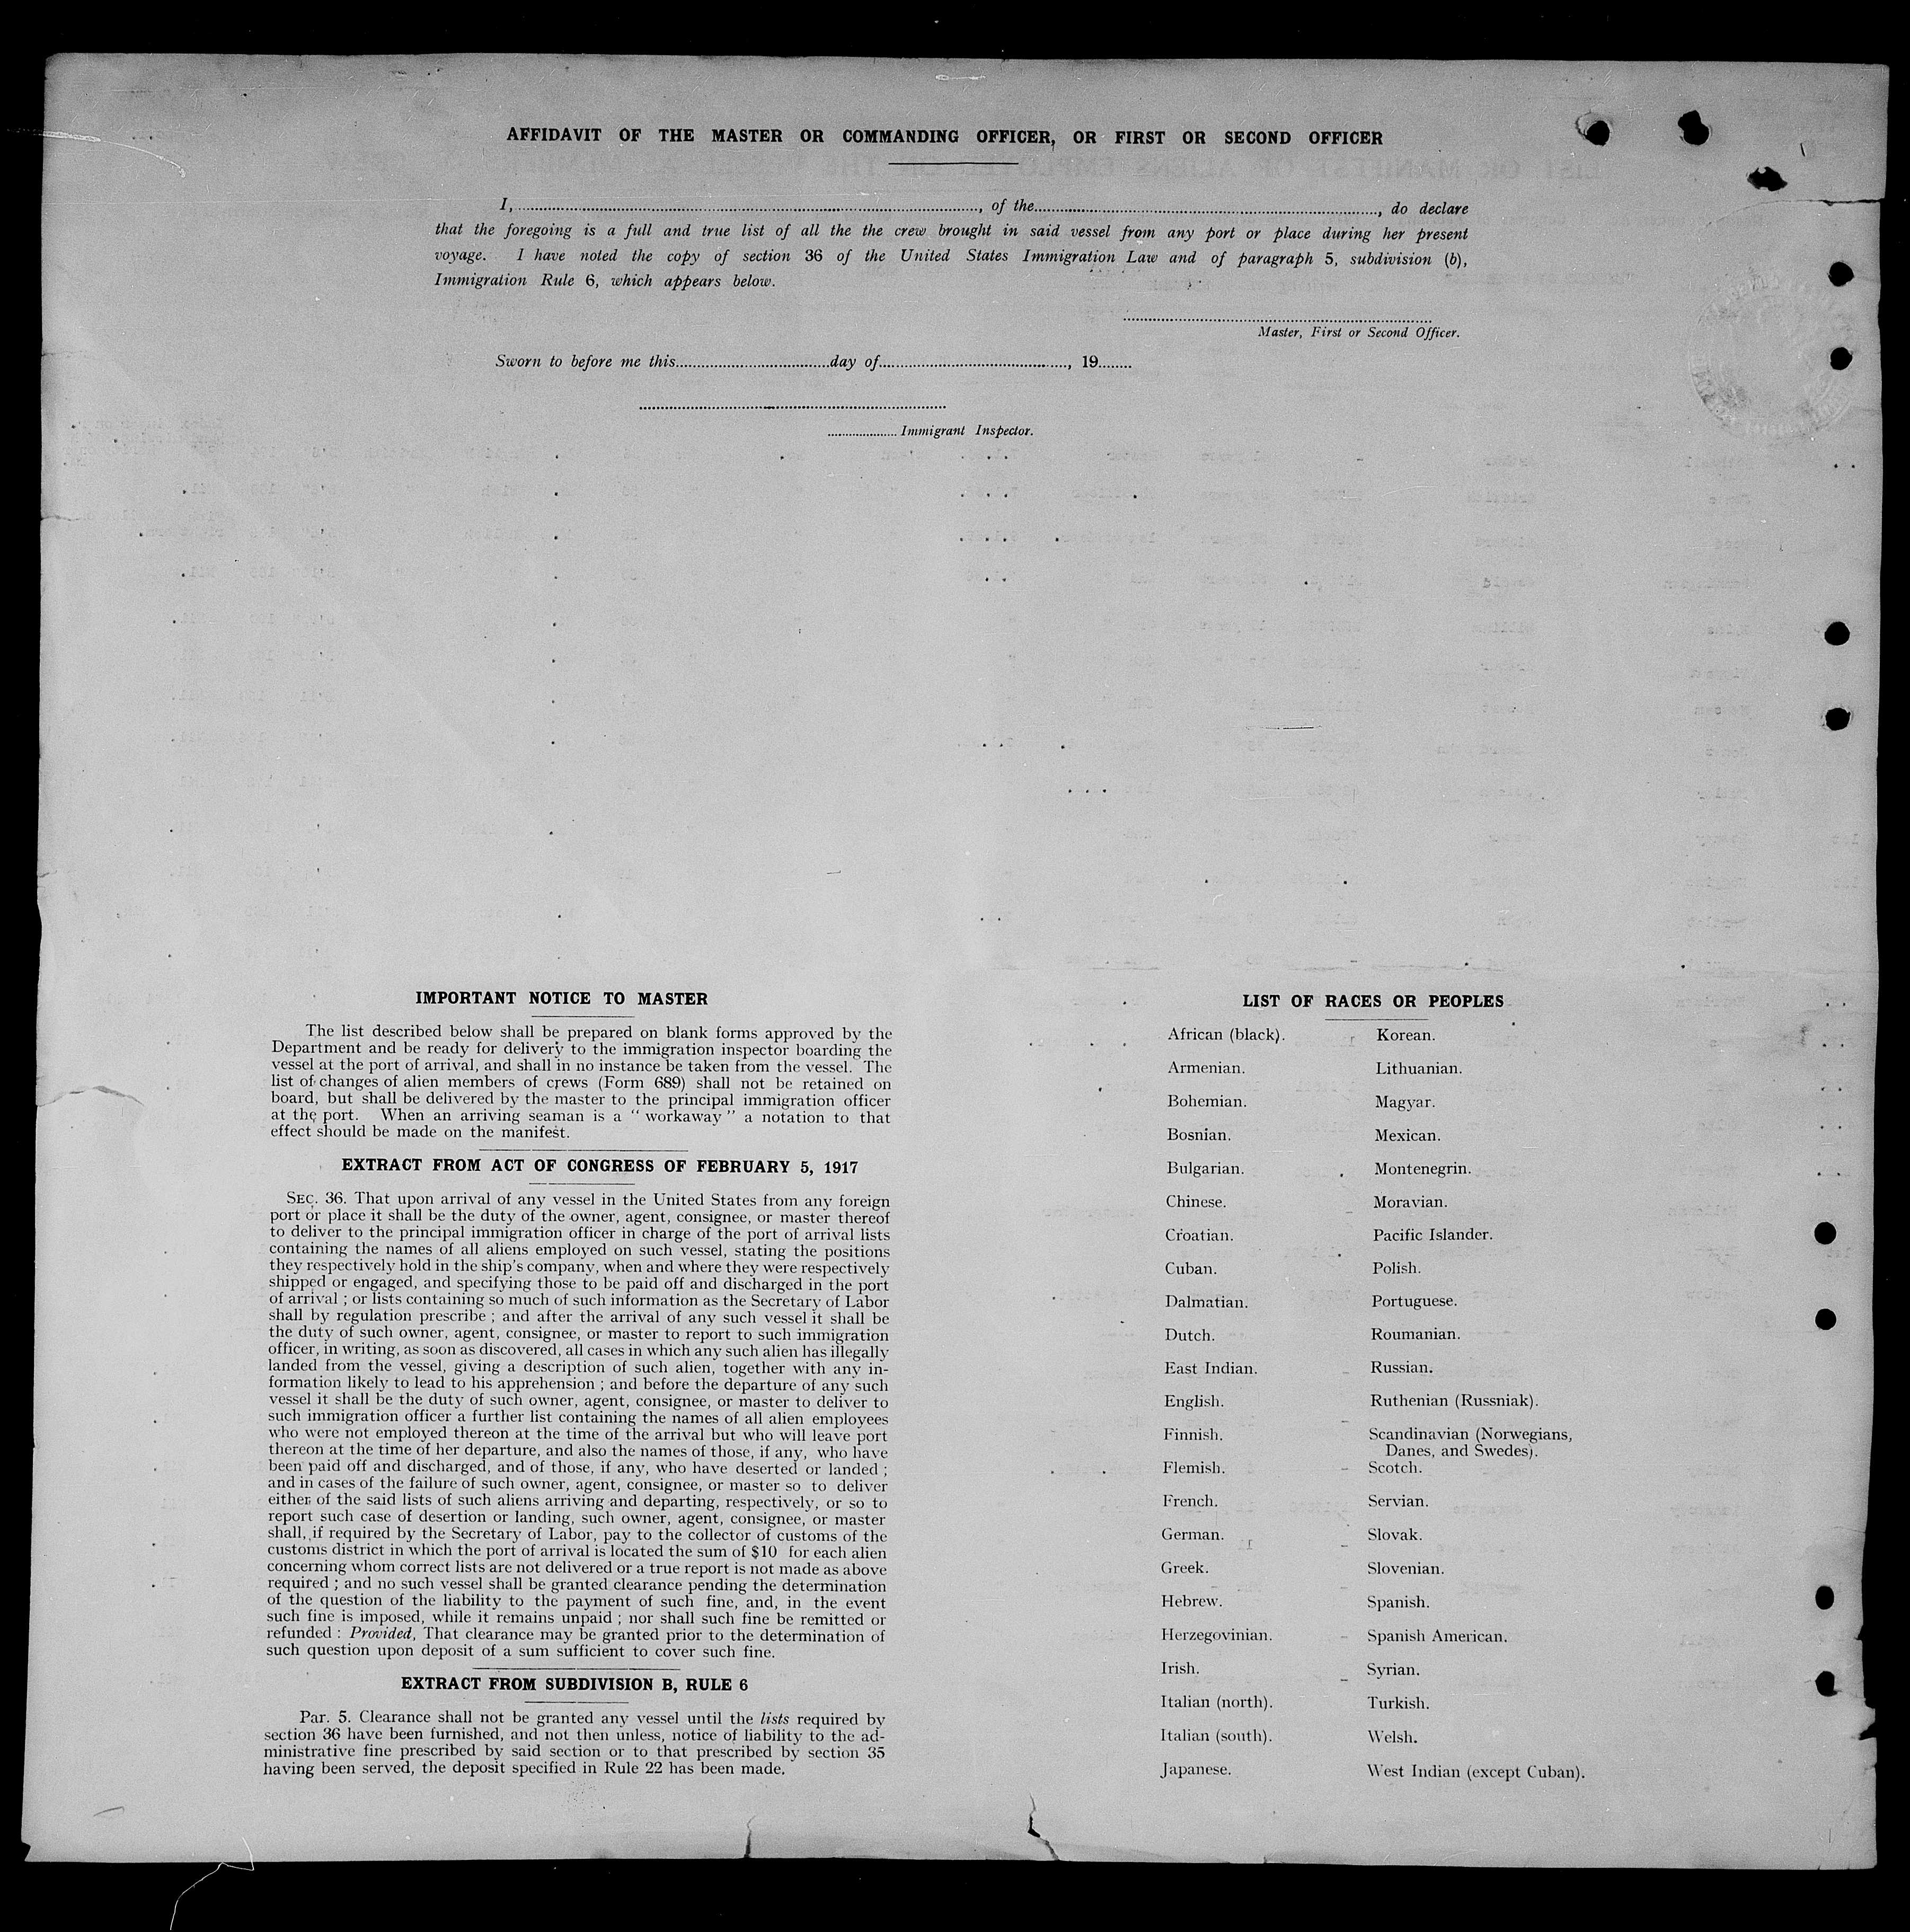 AFFIDAVIT OF THE MASTER OR COMMANDING OFFICER, OR FIRST OR SECOND OFFICER
I, , of the , do declare
that the foregoing is a full and true list of all the the crew brought in said vessel from any port or place during her present
voyage. I have noted the copy of section 36 of the United States Immigration Law and of paragraph 5, subdivision (b),
Immigration Rule 6, which appears below.
Master, First or Second Officer.
Sworn to before me this day of , 19
Immigrant Inspector.
IMPORTANT NOTICE TO MASTER
The list described below shall be prepared on blank forms approved by the
Department and be ready for delivery to the immigration inspector boarding the
vessel at the port of arrival, and shall in no instance be taken from the vessel. The
list of changes of alien members of crews (Form 689) shall not be retained on
board, but shall be delivered by the master to the principal immigration officer
at the port. When an arriving seaman is a “ workaway ” a notation to that
effect should be made on the manifest.
EXTRACT FROM ACT OF CONGRESS OF FEBRUARY 5, 1917
SEC. 36. That upon arrival of any vessel in the United States from any foreign
port or place it shall be the duty of the owner, agent, consignee, or master thereof
to deliver to the principal immigration officer in charge of the port of arrival lists
containing the names of all aliens employed on such vessel, stating the positions
they respectively hold in the ship's company, when and where they were respectively
shipped or engaged, and specifying those to be paid off and discharged in the port
of arrival ; or lists containing so much of such information as the Secretary of Labor
shall by regulation prescribe ; and after the arrival of any such vessel it shall be
the duty of such owner, agent, consignee, or master to report to such immigration
officer, in writing, as soon as discovered, all cases in which any such alien has illegally
landed from the vessel, giving a description of such alien, together with any in-
formation likely to lead to his apprehension ; and before the departure of any such
vessel it shall be the duty of such owner, agent, consignee, or master to deliver to
such immigration officer a further list containing the names of all alien employees
who were not employed thereon at the time of the arrival but who will leave port
thereon at the time of her departure, and also the names of those, if any, who have
been paid off and discharged, and of those, if any, who have deserted or landed ;
and in cases of the failure of such owner, agent, consignee, or master so to deliver
either of the said lists of such aliens arriving and departing, respectively, or so to
report such case of desertion or landing, such owner, agent, consignee, or master
shall, if required by the Secretary of Labor, pay to the collector of customs of the
customs district in which the port of arrival is located the sum of $10 for each alien
concerning whom correct lists are not delivered or a true report is not made as above
required ; and no such vessel shall be granted clearance pending the determination
of the question of the liability to the payment of such fine, and, in the event
such fine is imposed, while it remains unpaid ; nor shall such fine be remitted or
refunded : Provided, That clearance may be granted prior to the determination of
such question upon deposit of a sum sufficient to cover such fine.
EXTRACT FROM SUBDIVISION B, RULE 6
Par. 5. Clearance shall not be granted any vessel until the lists required by
section 36 have been furnished, and not then unless, notice of liability to the ad-
ministrative fine prescribed by said section or to that prescribed by section 35
having been served, the deposit specified in Rule 22 has been made.
LIST OF RACES OR PEOPLES
African (black).
Armenian.
Bohemian.
Bosnian.
Bulgarian.
Chinese.
Croatian.
Cuban.
Dalmatian.
Dutch.
East Indian.
English.
Finnish.
Flemish.
French.
German.
Greek.
Hebrew.
Herzegovinian.
Irish.
Italian (north).
Italian (south).
Japanese.
Korean.
Lithuanian.
Magyar.
Mexican.
Montenegrin.
Moravian.
Pacific Islander.
Polish.
Portuguese.
Roumanian.
Russian.
Ruthenian (Russniak).
Scandinavian (Norwegians,
Danes, and Swedes).
Scotch.
Servian.
Slovak.
Slovenian.
Spanish.
Spanish American.
Syrian.
Turkish.
Welsh.
West Indian (except Cuban).